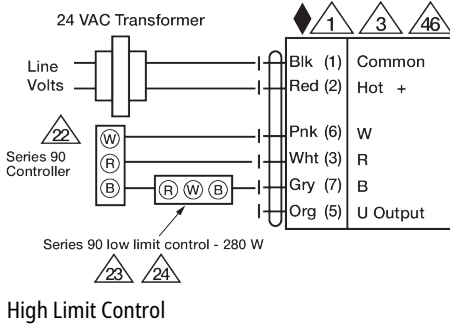 24 VAC Transformer
1 3 46
Line
Volts
Blk (1) Common
Red (2) Hot +
22
Series 90
Controller
W
R
B
R W B
Pnk (6) W
Wht (3) R
Gry (7) B
Org (5) U Output
Series 90 low limit control - 280 W
23 24
High Limit Control